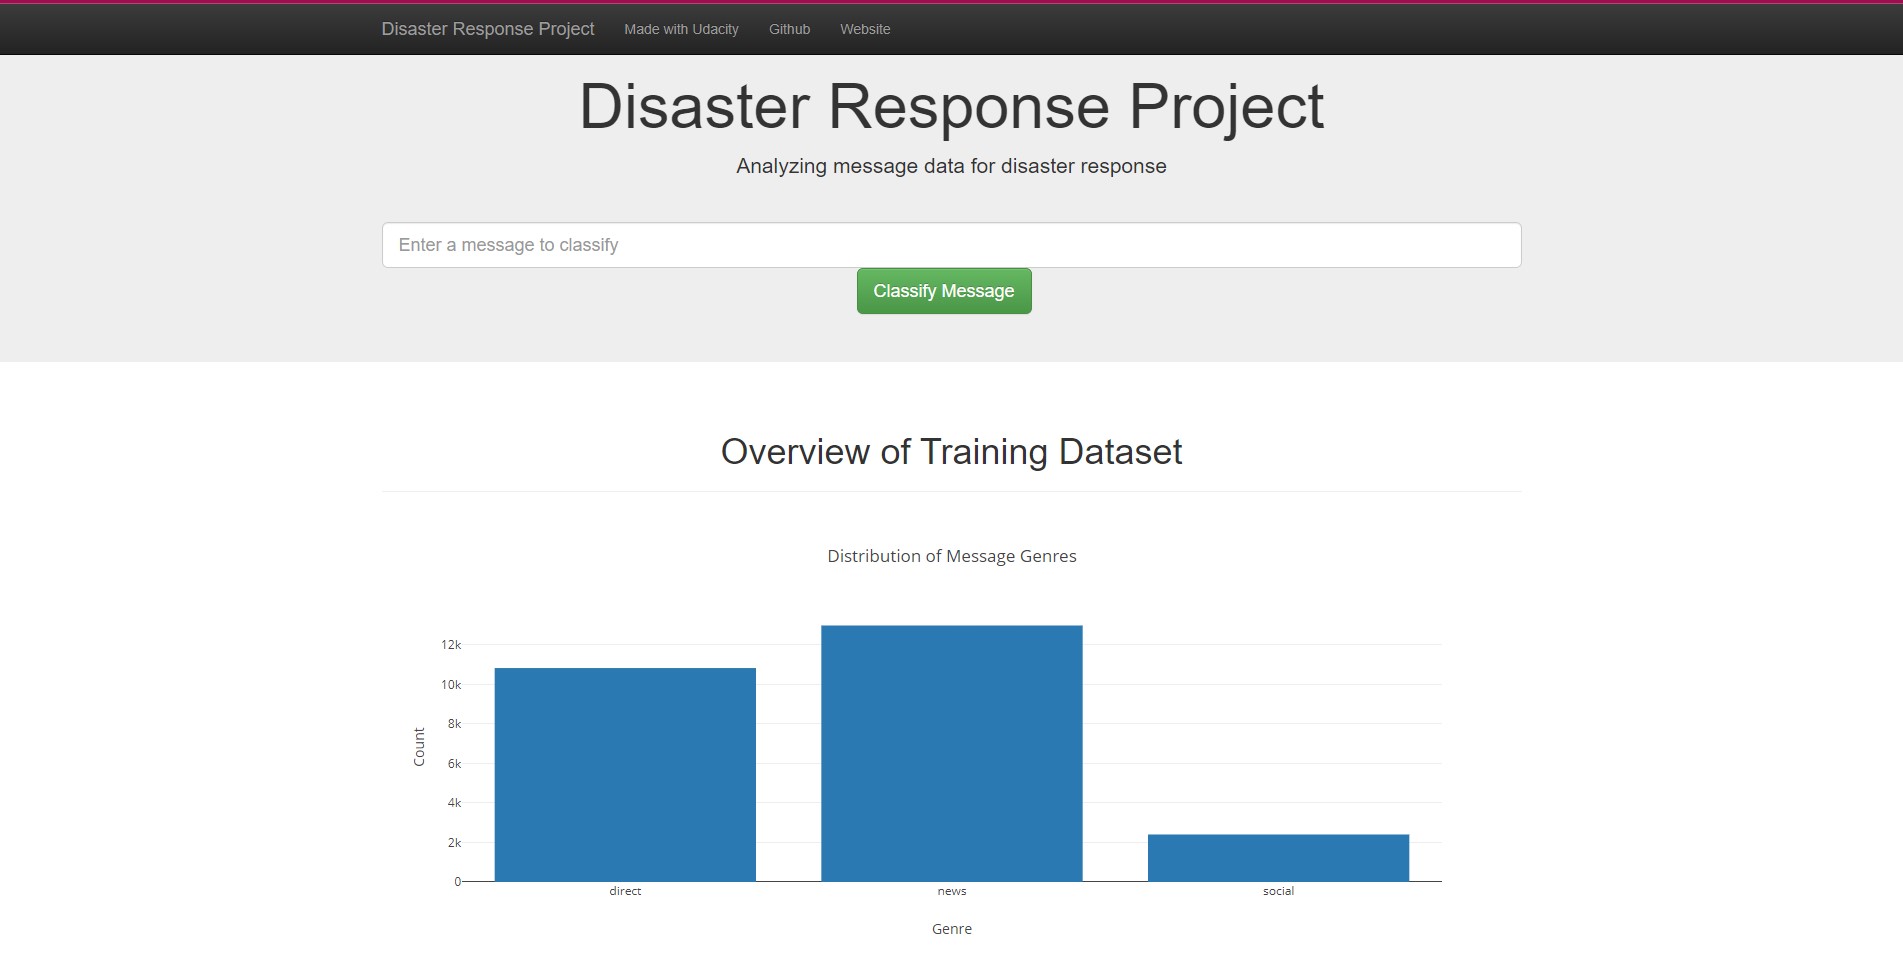 Disaster Response Project Made with Udacity Github Website
Disaster Response Project
Analyzing message data for disaster response
Enter a message to classify
Classify Message
Overview of Training Dataset
Distribution of Message Genres
12k
10k
8k
6k
4k
2k
0
Count
direct news social
Genre